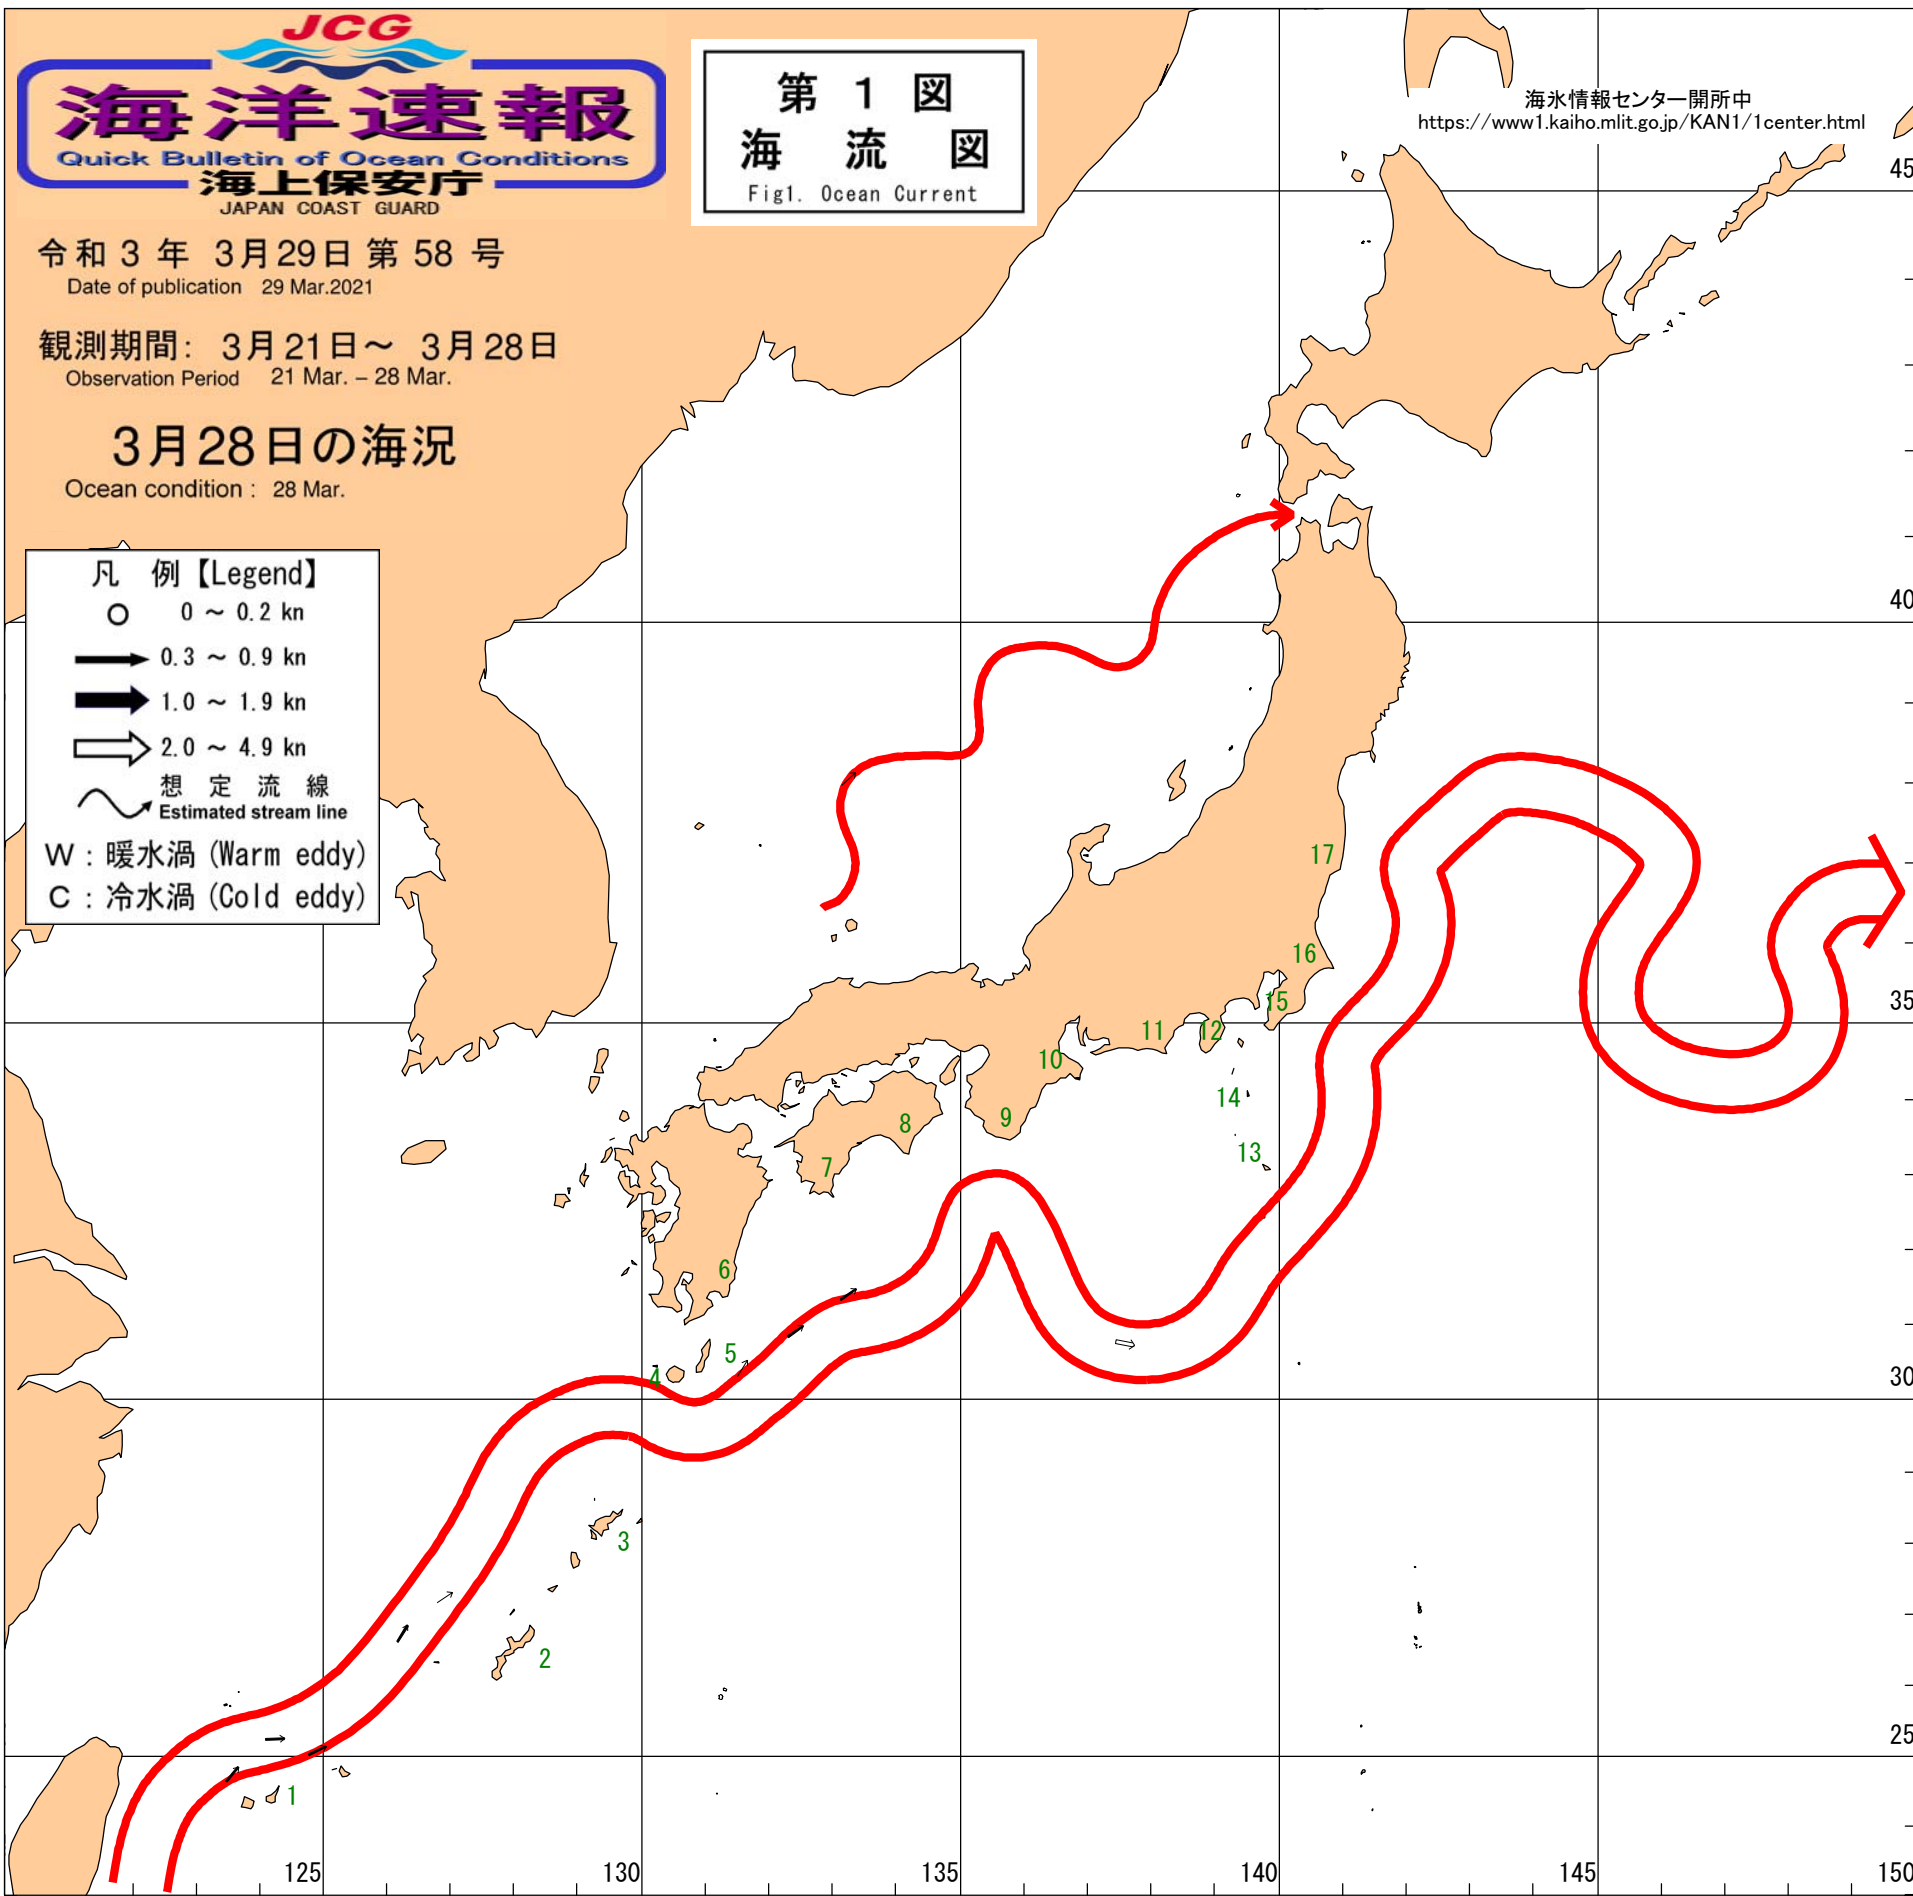 JCG
海洋速報
Quick Bulletin of Ocean Conditions
海上保安庁
JAPAN COAST GUARD
第 1 図
海 流 図
Fig1. Ocean Current
海氷情報センター開所中
https://www1.kaiho.mlit.go.jp/KAN1/1center.html
令和 3 年 3月29日 第 58 号
Date of publication 29 Mar.2021
観測期間: 3月21日～ 3月28日
Observation Period 21 Mar. – 28 Mar.
3月28日の海況
Ocean condition : 28 Mar.
凡 例【Legend】
0 ～ 0.2 kn
0.3 ～ 0.9 kn
1.0 ～ 1.9 kn
2.0 ～ 4.9 kn
想 定 流 線
Estimated stream line
W : 暖水渦 (Warm eddy)
C : 冷水渦 (Cold eddy)
45
40
35
30
25
17
16
15
12
11
10
14
13
9
8
7
6
5
4
3
2
1
125
130
135
140
145
150